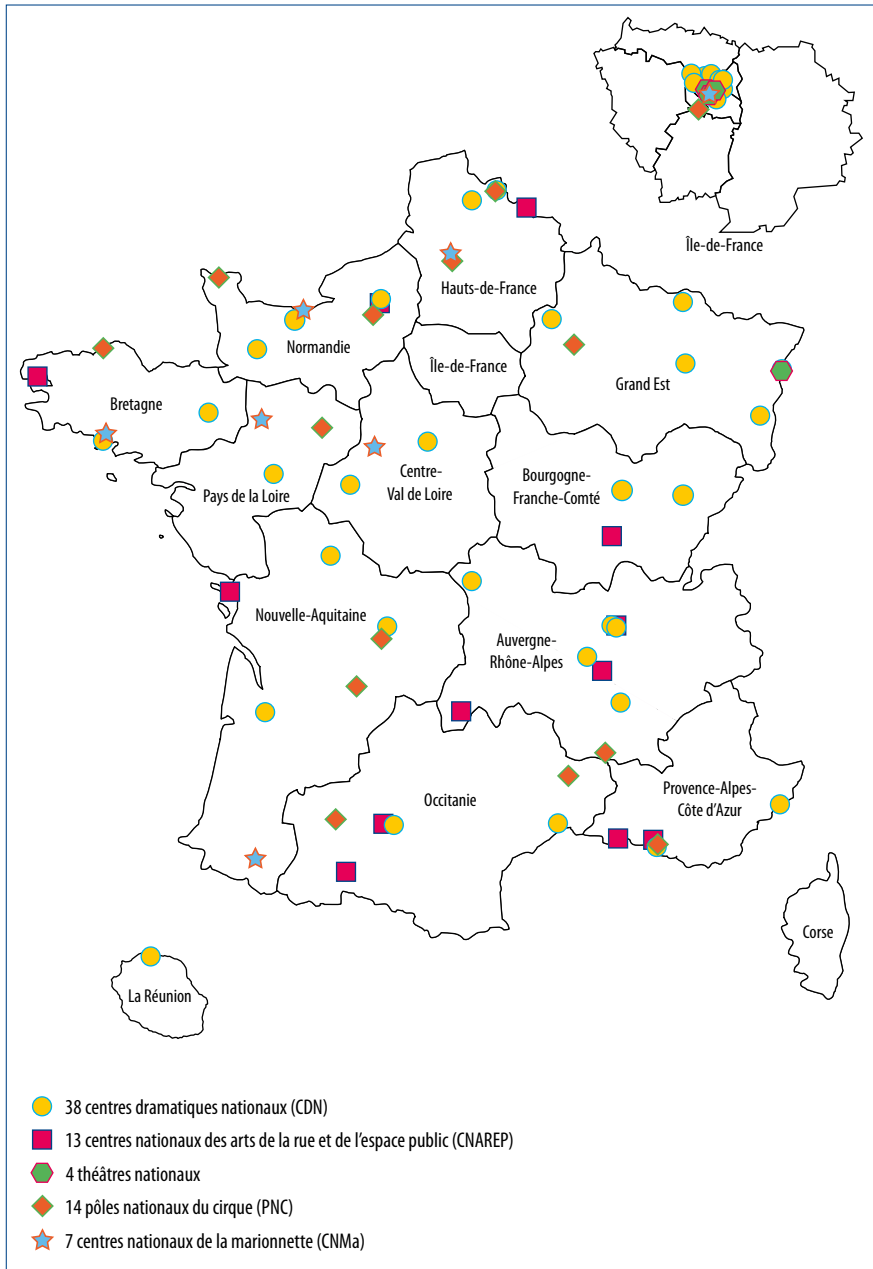 Île-de-France
Hauts-de-France
Normandie
Île-de-France
Grand Est
Bretagne
Pays de la Loire
Centre-
Val de Loire
Bourgogne-
Franche-Comté
Nouvelle-Aquitaine
Auvergne-
Rhône-Alpes
Occitanie
Provence-Alpes-
Côte d'Azur
Corse
La Réunion
38 centres dramatiques nationaux (CDN)
13 centres nationaux des arts de la rue et de l'espace public (CNAREP)
4 théâtres nationaux
14 pôles nationaux du cirque (PNC)
7 centres nationaux de la marionnette (CNMa)